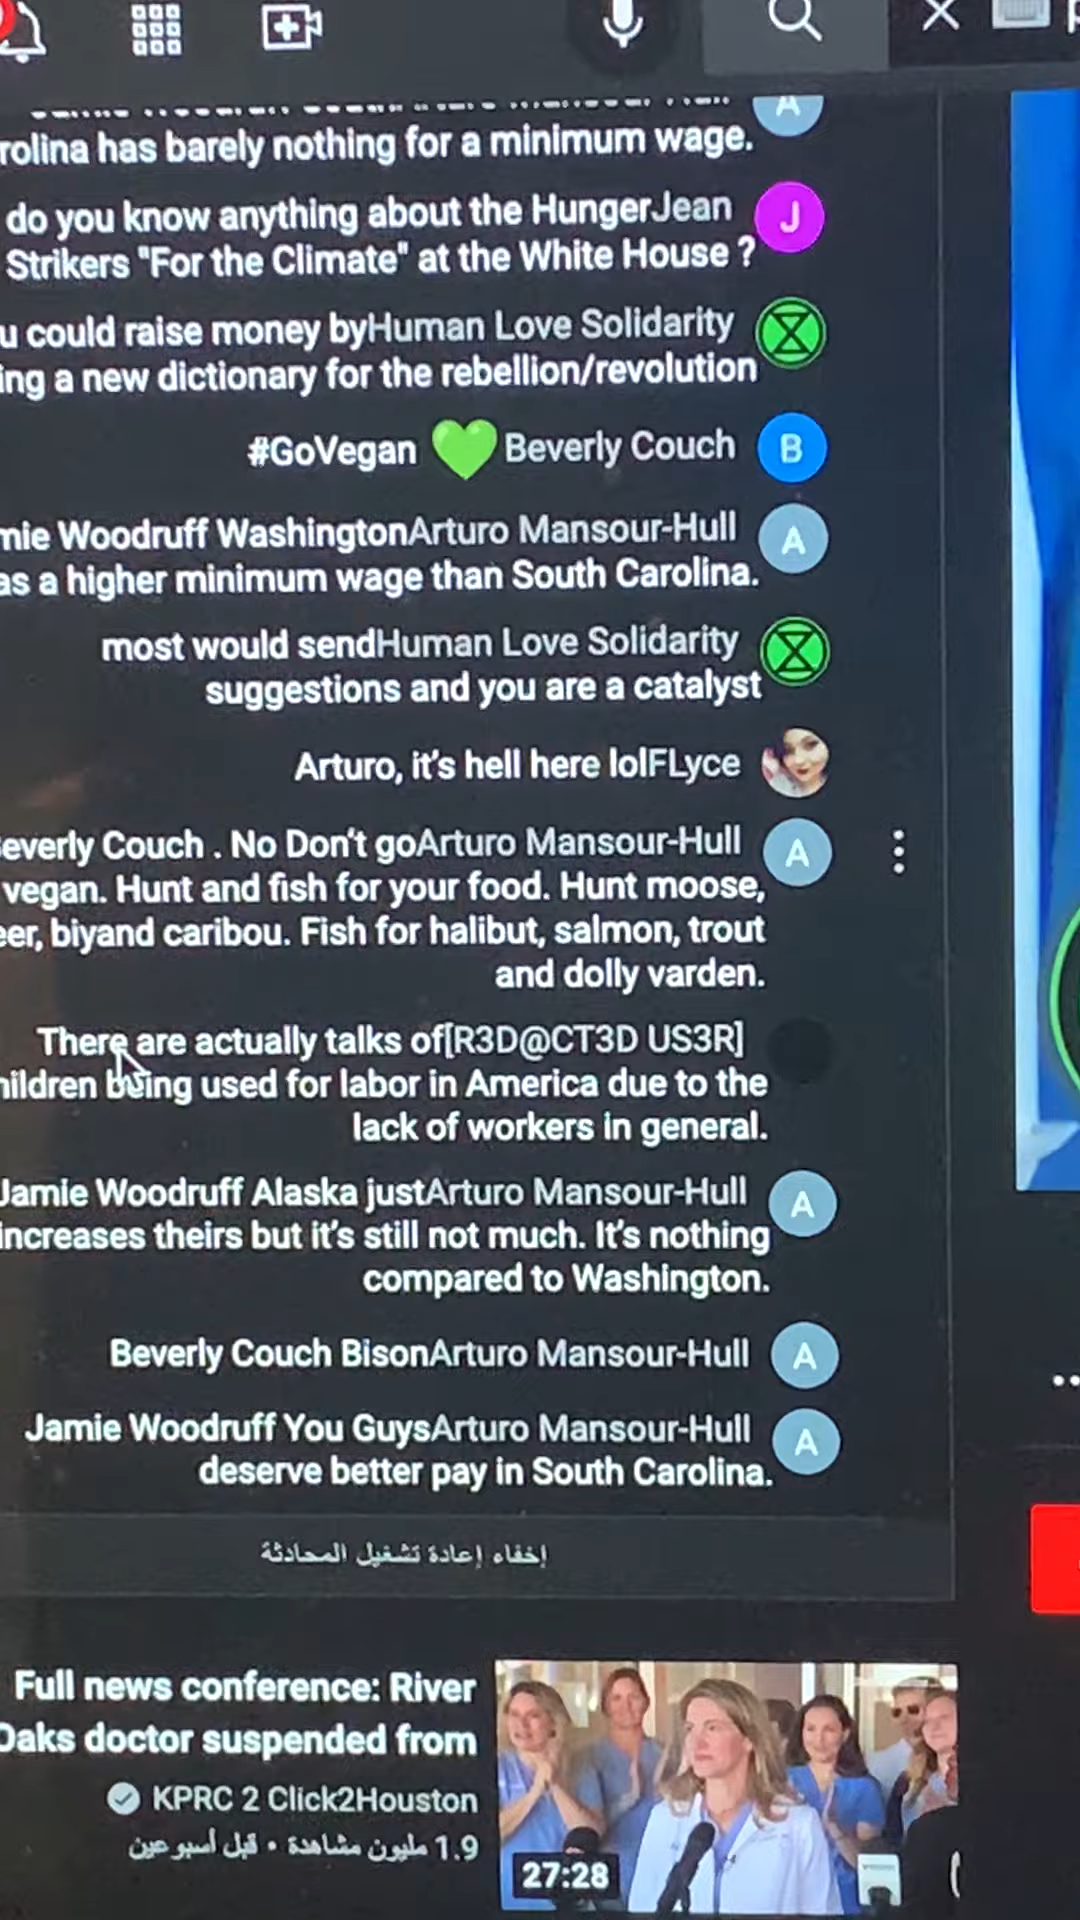 rolina has barely nothing for a minimum wage.
A
do you know anything about the HungerJean
J
Strikers "For the Climate" at the White House ?
u could raise money byHuman Love Solidarity
ing a new dictionary for the rebellion/revolution
#GoVegan 💚 Beverly Couch
B
mie Woodruff WashingtonArturo Mansour-Hull
A
as a higher minimum wage than South Carolina.
most would sendHuman Love Solidarity
suggestions and you are a catalyst
Arturo, it's hell here lolFLyce
everly Couch . No Don't goArturo Mansour-Hull
A
vegan. Hunt and fish for your food. Hunt moose,
eer, biyand caribou. Fish for halibut, salmon, trout
and dolly varden.
There are actually talks of[R3D@CT3D US3R]
hildren being used for labor in America due to the
lack of workers in general.
Jamie Woodruff Alaska justArturo Mansour-Hull
A
increases theirs but it's still not much. It's nothing
compared to Washington.
Beverly Couch BisonArturo Mansour-Hull
A
Jamie Woodruff You GuysArturo Mansour-Hull
A
deserve better pay in South Carolina.
إخفاء إعادة تشغيل المحادثة
Full news conference: River
Oaks doctor suspended from
KPRC 2 Click2Houston
1.9 مليون مشاهدة • قبل أسبوعين
27:28